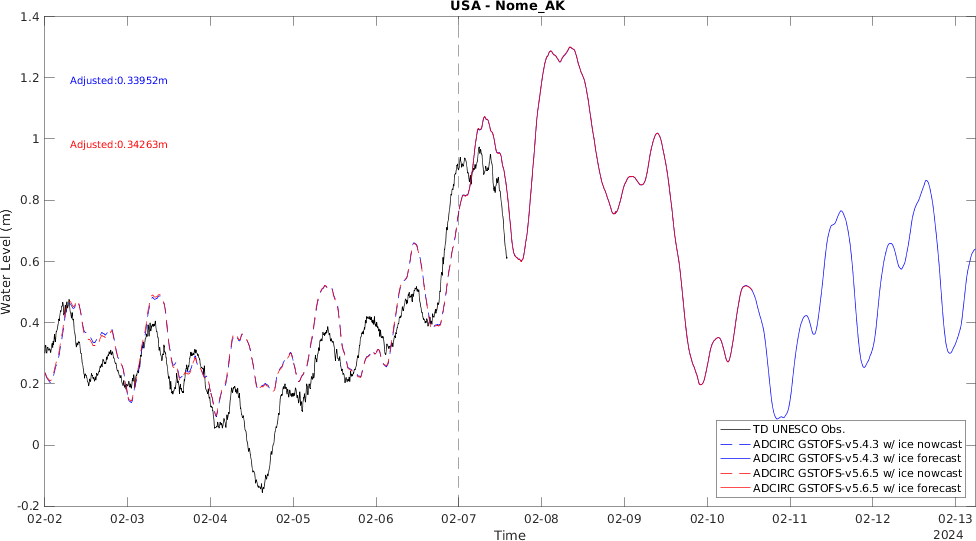 USA - Nome_AK
1.4
1.2
1
0.8
0.6
0.4
0.2
0
-0.2
Water Level (m)
Adjusted:0.33952m
Adjusted:0.34263m
TD UNESCO Obs.
ADCIRC GSTOFS-v5.4.3 w/ ice nowcast
ADCIRC GSTOFS-v5.4.3 w/ ice forecast
ADCIRC GSTOFS-v5.6.5 w/ ice nowcast
ADCIRC GSTOFS-v5.6.5 w/ ice forecast
02-02 02-03 02-04 02-05 02-06 02-07 02-08 02-09 02-10 02-11 02-12 02-13
Time
2024